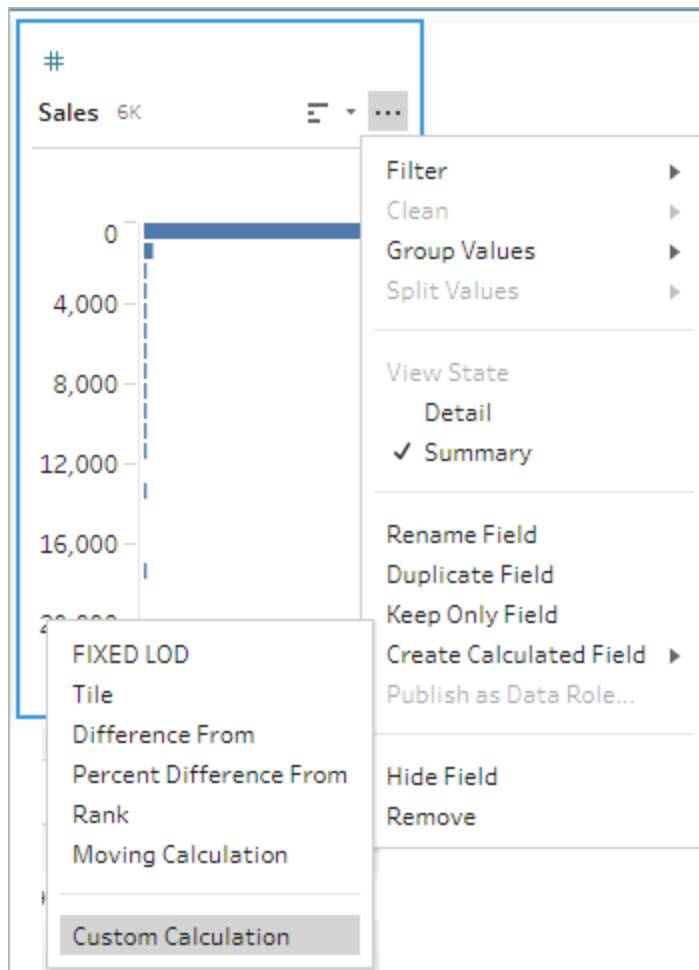 #
Sales 6K
Filter
Clean
Group Values
Split Values
View State
Detail
✓ Summary
Rename Field
Duplicate Field
Keep Only Field
Create Calculated Field
Publish as Data Role...
Hide Field
Remove
0
4,000
8,000
12,000
16,000
FIXED LOD
Tile
Difference From
Percent Difference From
Rank
Moving Calculation
Custom Calculation